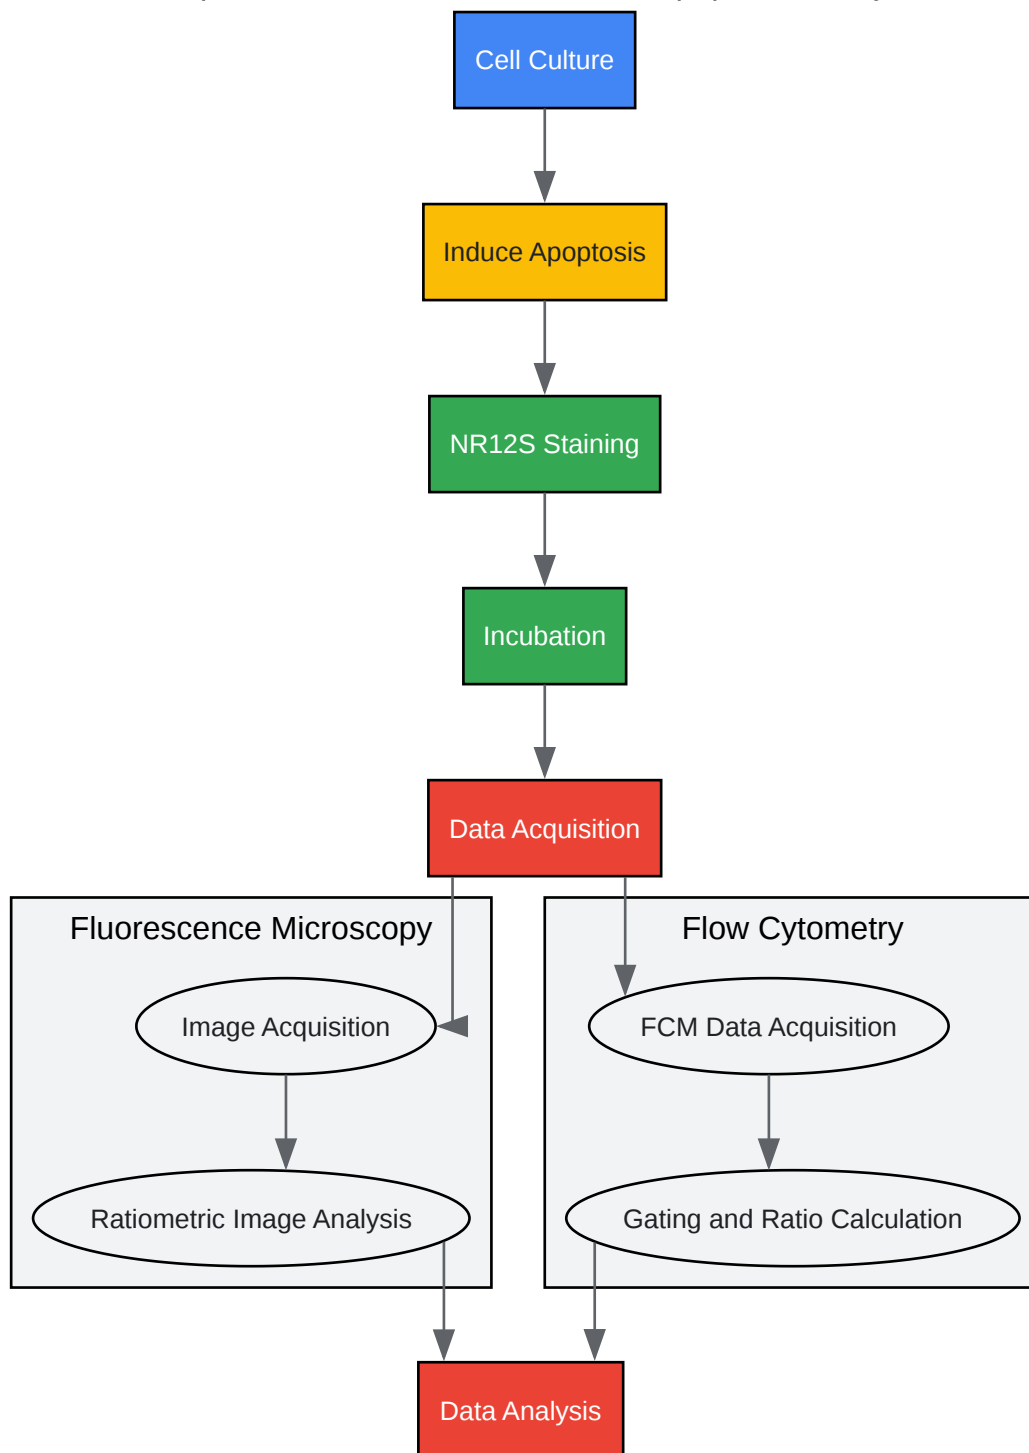 Cell Culture
Induce Apoptosis
NR12S Staining
Incubation
Data Acquisition
Fluorescence Microscopy
Flow Cytometry
Image Acquisition
FCM Data Acquisition
Ratiometric Image Analysis
Gating and Ratio Calculation
Data Analysis